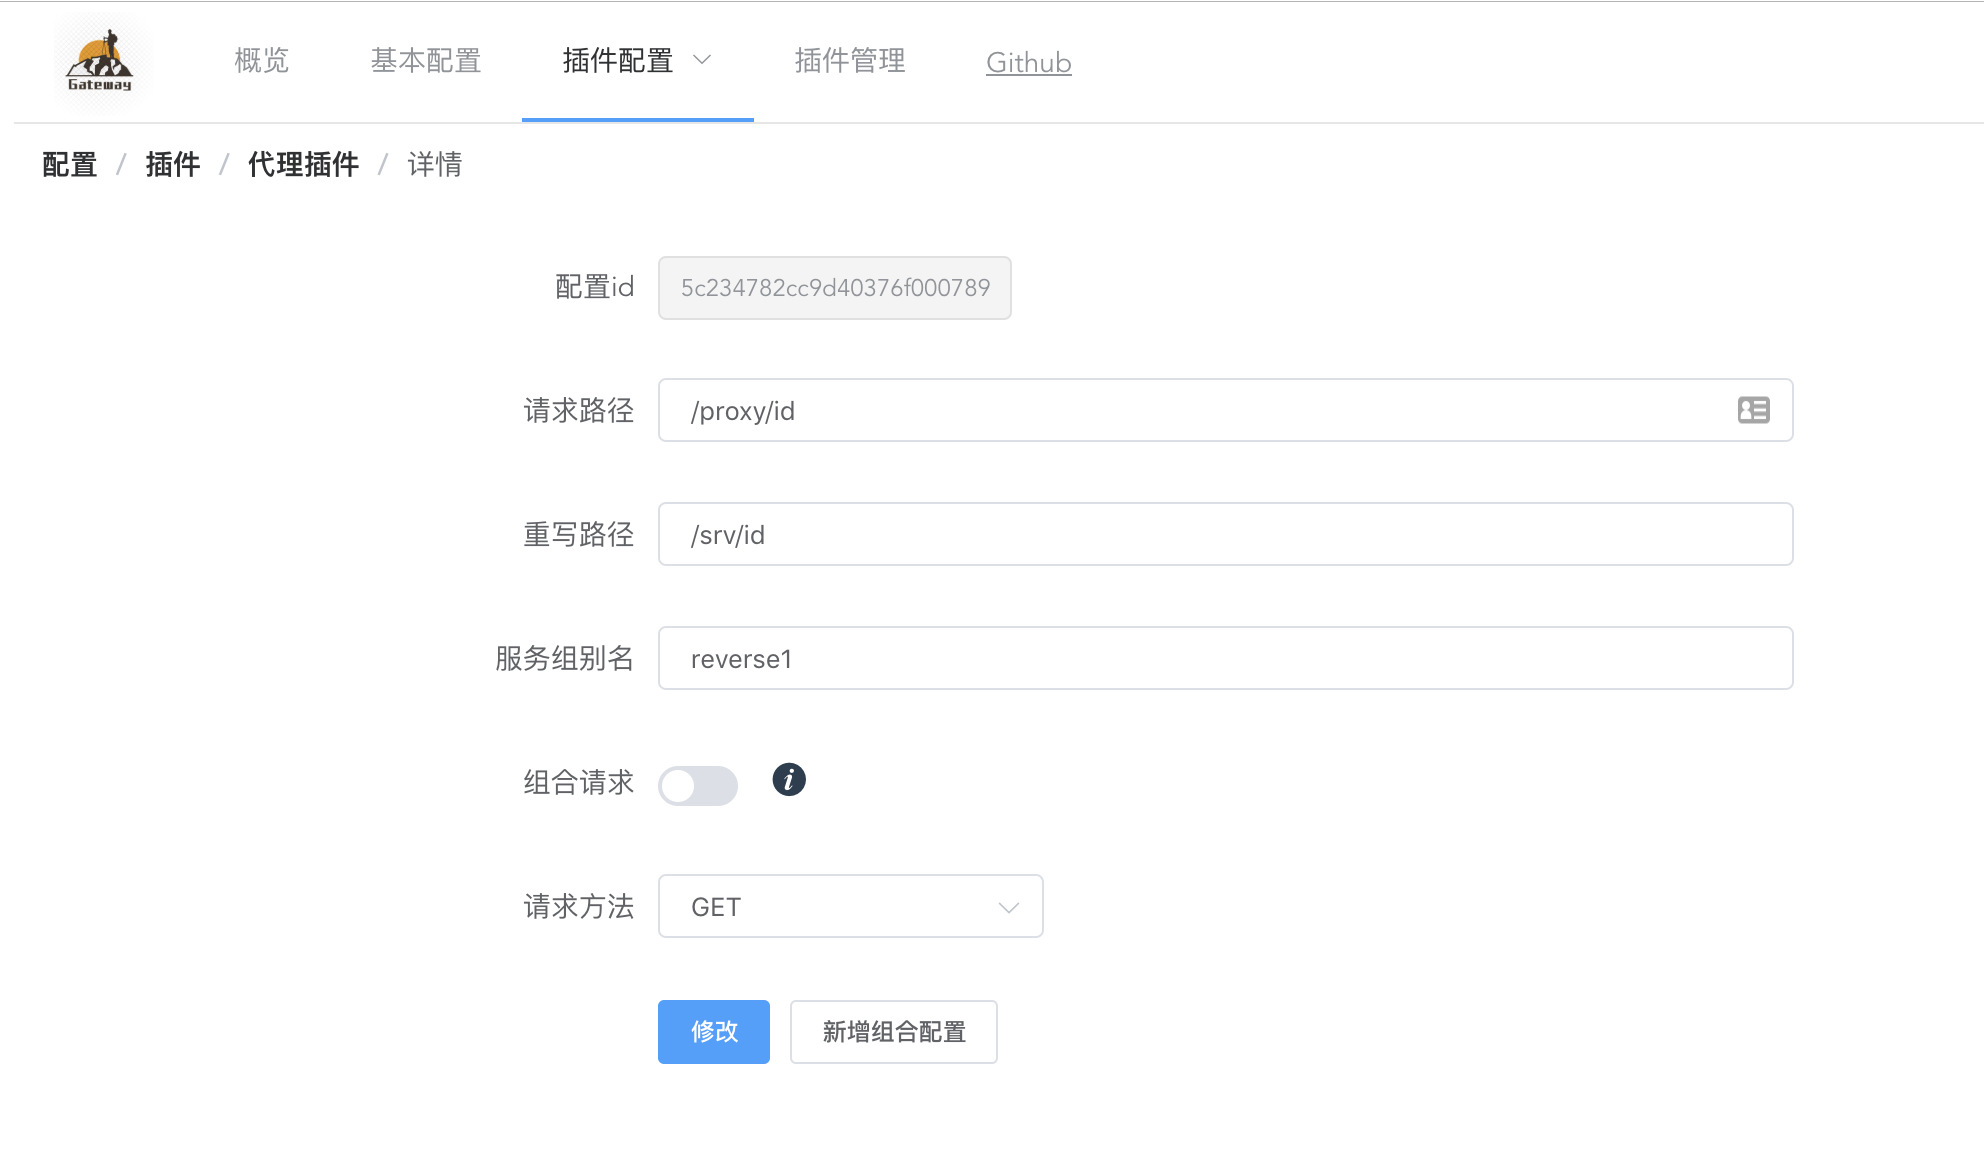 Gateway
概览 基本配置 插件配置 插件管理 Github
配置 / 插件 / 代理插件 / 详情
配置id 5c234782cc9d40376f000789
请求路径 /proxy/id
重写路径 /srv/id
服务组别名 reverse1
组合请求 i
请求方法 GET
修改 新增组合配置